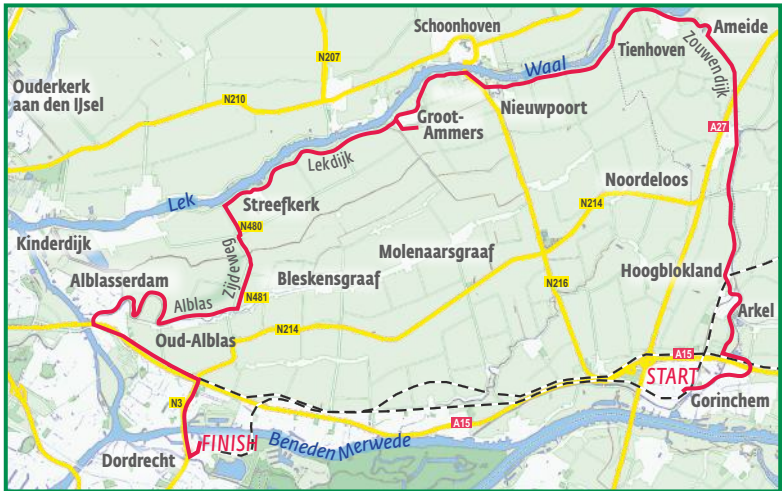 Schoonhoven
Ameide
N207
Zouwendijk
Tienhoven
Waal
Ouderkerk
aan den IJsel
N210
Nieuwpoort
Groot-
Ammers
A27
Lekdijk
Noordeloos
Lek
Streefkerk
N214
N480
Kinderdijk
Zijdeweg
Molenaarsgraaf
Hoogblokland
Bleskensgraaf
N216
Alblasserdam
Alblas
N481
Arkel
Oud-Alblas
N214
A15
START
Gorinchem
N3
A15
FINISH
Beneden Merwede
Dordrecht